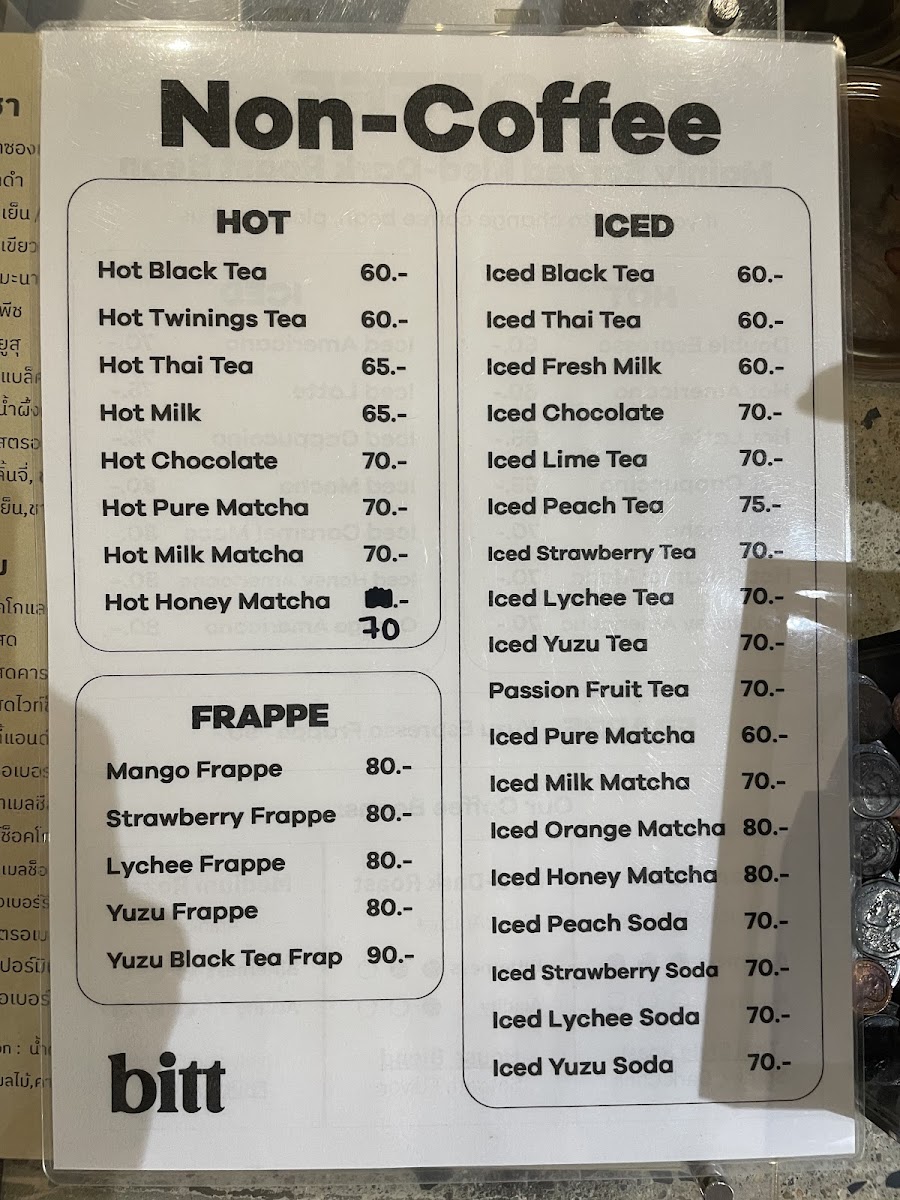 Non-Coffee
HOT
Hot Black Tea 60.-
Hot Twinings Tea 60.-
Hot Thai Tea 65.-
Hot Milk 65.-
Hot Chocolate 70.-
Hot Pure Matcha 70.-
Hot Milk Matcha 70.-
Hot Honey Matcha .-
70
FRAPPE
Mango Frappe 80.-
Strawberry Frappe 80.-
Lychee Frappe 80.-
Yuzu Frappe 80.-
Yuzu Black Tea Frap 90.-
bitt
ICED
Iced Black Tea 60.-
Iced Thai Tea 60.-
Iced Fresh Milk 60.-
Iced Chocolate 70.-
Iced Lime Tea 70.-
Iced Peach Tea 75.-
Iced Strawberry Tea 70.-
Iced Lychee Tea 70.-
Iced Yuzu Tea 70.-
Passion Fruit Tea 70.-
Iced Pure Matcha 60.-
Iced Milk Matcha 70.-
Iced Orange Matcha 80.-
Iced Honey Matcha 80.-
Iced Peach Soda 70.-
Iced Strawberry Soda 70.-
Iced Lychee Soda 70.-
Iced Yuzu Soda 70.-